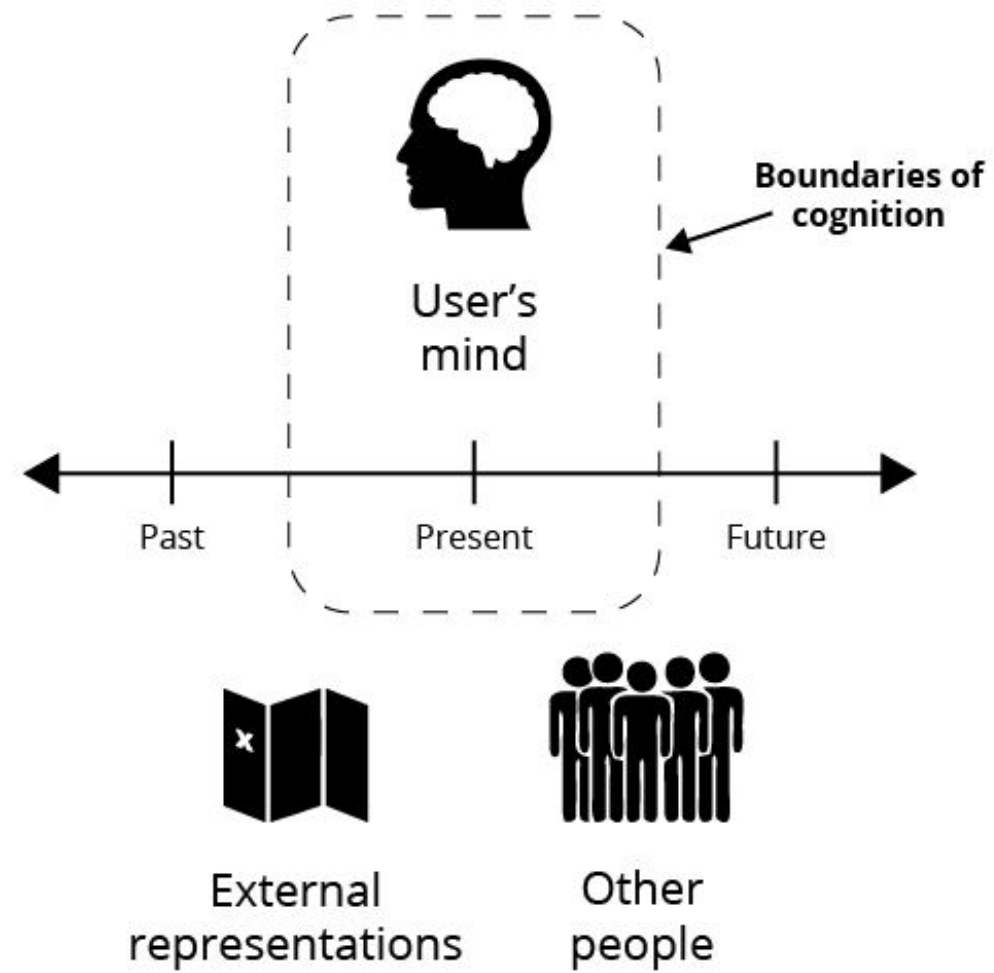 Boundaries of
cognition
User's
mind
Past
Present
Future
x
External
representations
Other
people